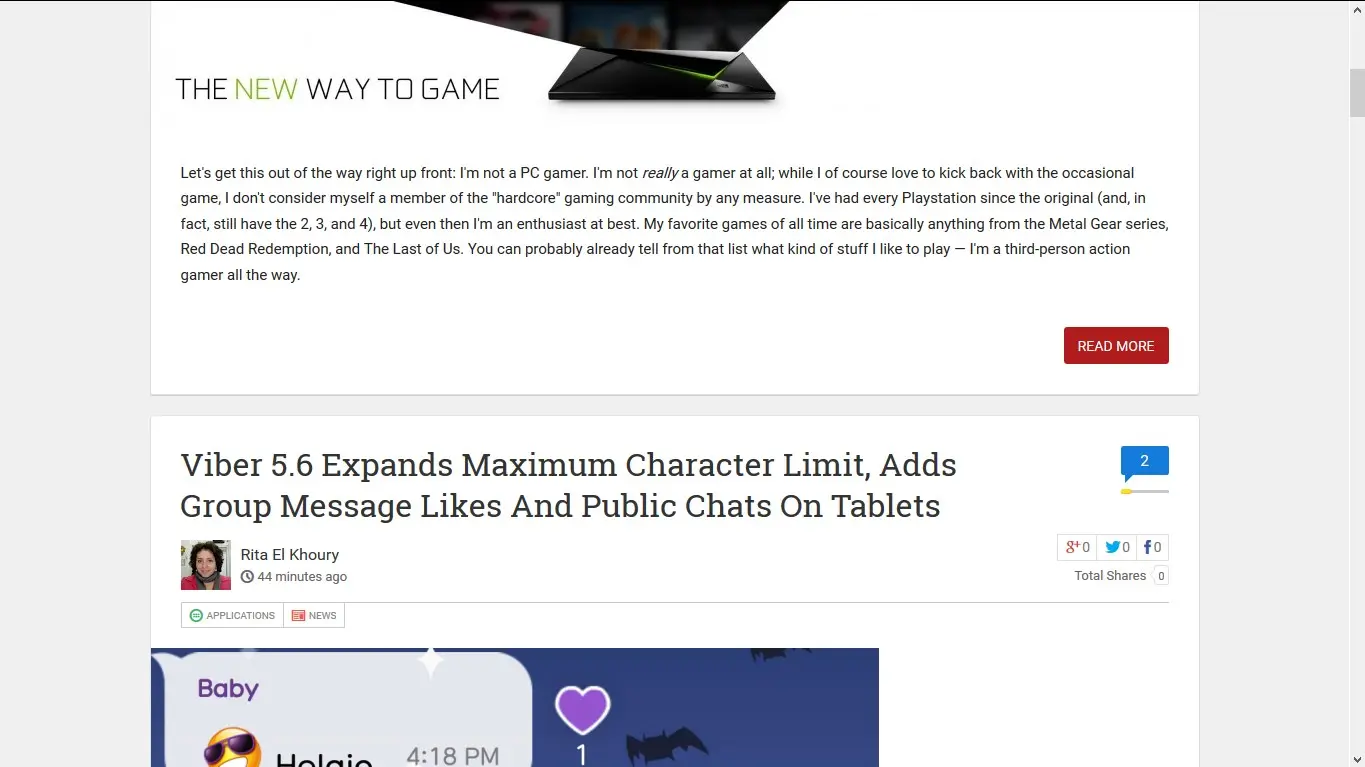 THE NEW WAY TO GAME
Let's get this out of the way right up front: I'm not a PC gamer. I'm not really a gamer at all; while I of course love to kick back with the occasional
game, I don't consider myself a member of the "hardcore" gaming community by any measure. I've had every Playstation since the original (and, in
fact, still have the 2, 3, and 4), but even then I'm an enthusiast at best. My favorite games of all time are basically anything from the Metal Gear series,
Red Dead Redemption, and The Last of Us. You can probably already tell from that list what kind of stuff I like to play — I'm a third-person action
gamer all the way.
READ MORE
Viber 5.6 Expands Maximum Character Limit, Adds
Group Message Likes And Public Chats On Tablets
2
Rita El Khoury
44 minutes ago
g+ 0 0 f 0
Total Shares 0
APPLICATIONS NEWS
Baby
Holaio 4:18 PM
1